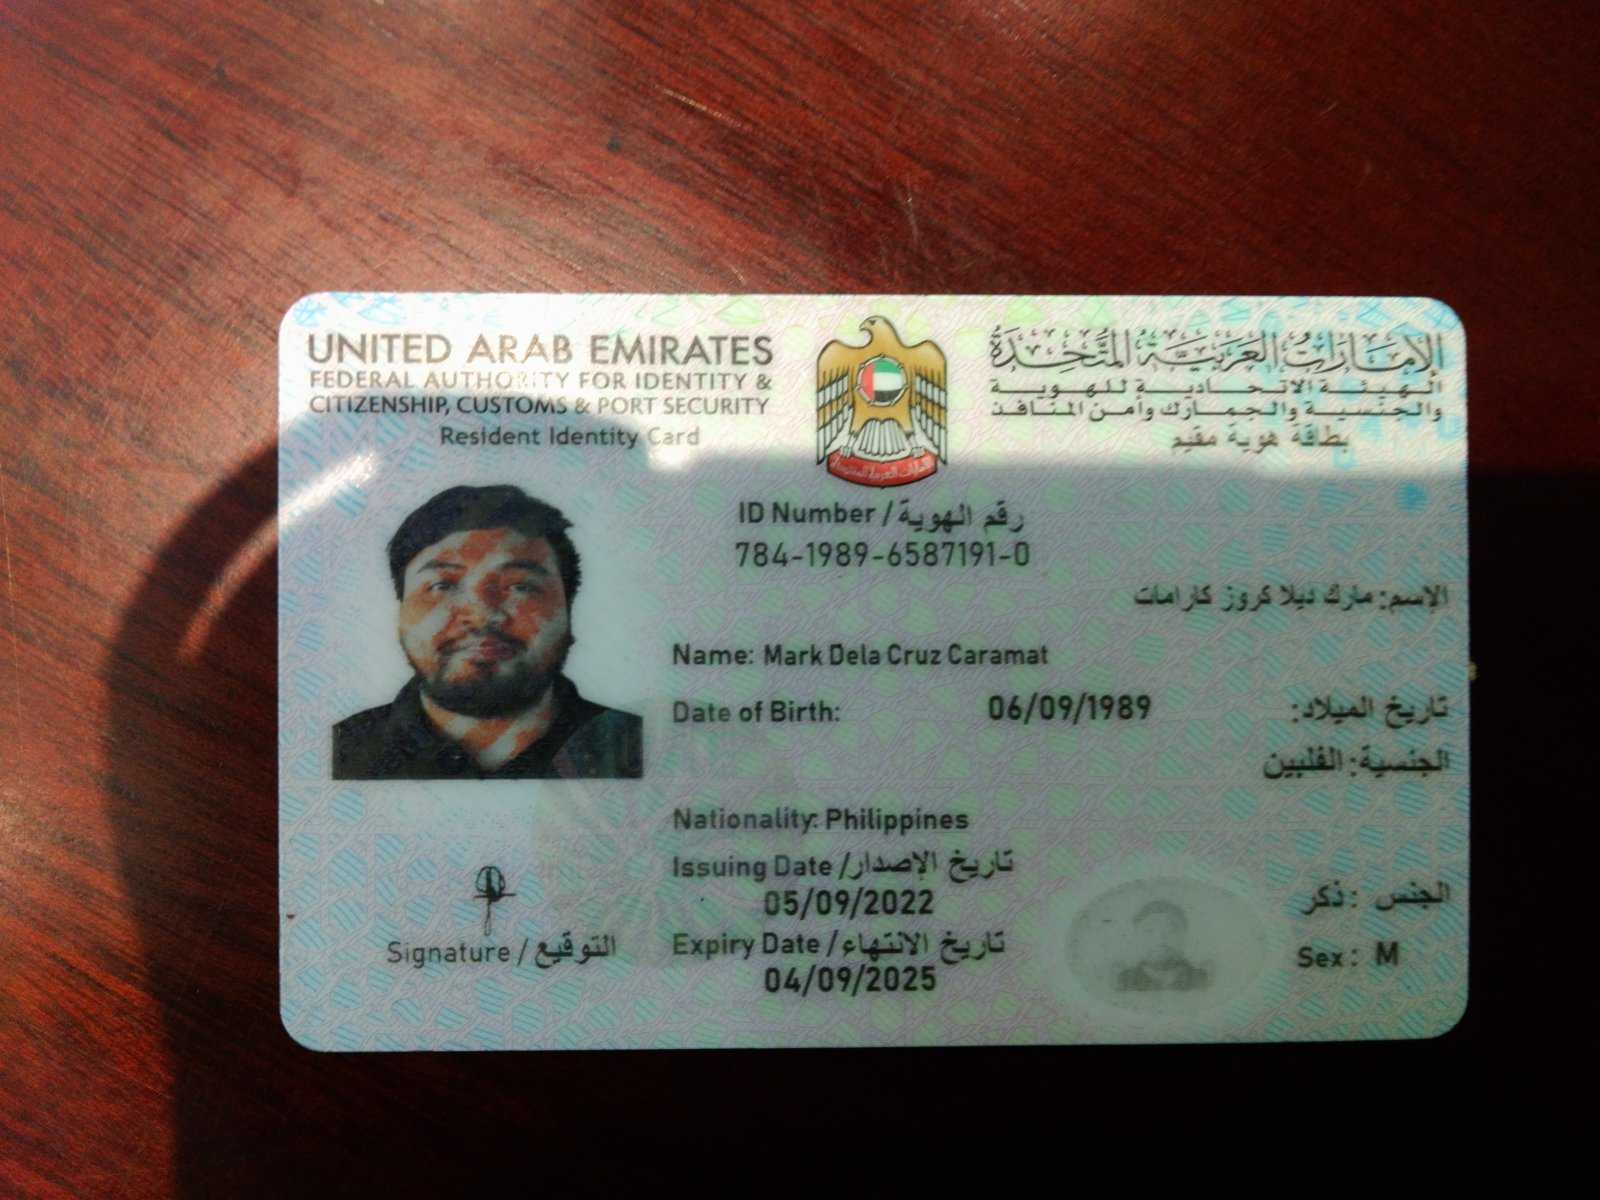 UNITED ARAB EMIRATES
FEDERAL AUTHORITY FOR IDENTITY &
CITIZENSHIP, CUSTOMS & PORT SECURITY
Resident Identity Card
الإمارات العربية المتحدة
الهيئة الاتحادية للهوية
والجنسية والجمارك وأمن المنافذ
بطاقة هوية مقيم
ID Number / رقم الهوية
784-1989-6587191-0
الإسم: مارك ديلا كروز كارامات
Name: Mark Dela Cruz Caramat
Date of Birth: 06/09/1989 تاريخ الميلاد:
الجنسية: الفلبين
Nationality: Philippines
Issuing Date / تاريخ الإصدار
05/09/2022
Expiry Date / تاريخ الانتهاء
04/09/2025
الجنس : ذكر
Sex : M
Signature / التوقيع